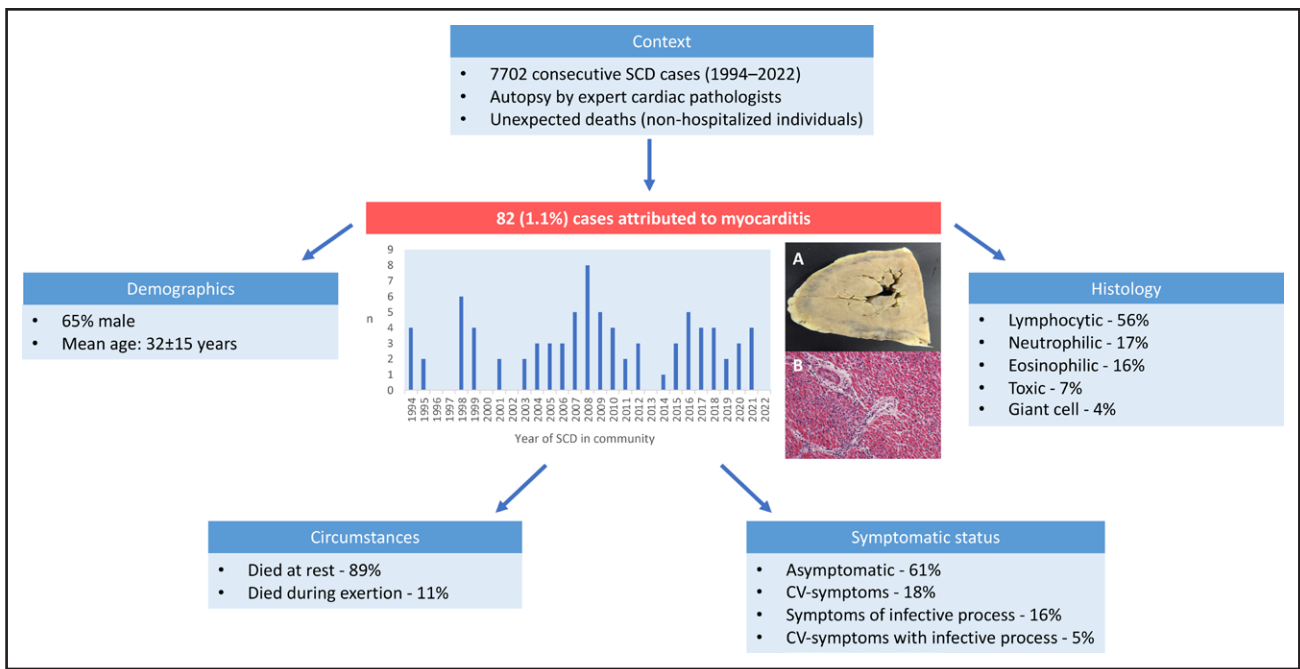 Context
• 7702 consecutive SCD cases (1994–2022)
• Autopsy by expert cardiac pathologists
• Unexpected deaths (non-hospitalized individuals)
82 (1.1%) cases attributed to myocarditis
Demographics
• 65% male
• Mean age: 32±15 years
9
8
7
6
5
4
3
2
1
0
n
1994
1995
1996
1997
1998
1999
2000
2001
2002
2003
2004
2005
2006
2007
2008
2009
2010
2011
2012
2013
2014
2015
2016
2017
2018
2019
2020
2021
2022
Year of SCD in community
A
B
Histology
• Lymphocytic - 56%
• Neutrophilic - 17%
• Eosinophilic - 16%
• Toxic - 7%
• Giant cell - 4%
Circumstances
• Died at rest - 89%
• Died during exertion - 11%
Symptomatic status
• Asymptomatic - 61%
• CV-symptoms - 18%
• Symptoms of infective process - 16%
• CV-symptoms with infective process - 5%